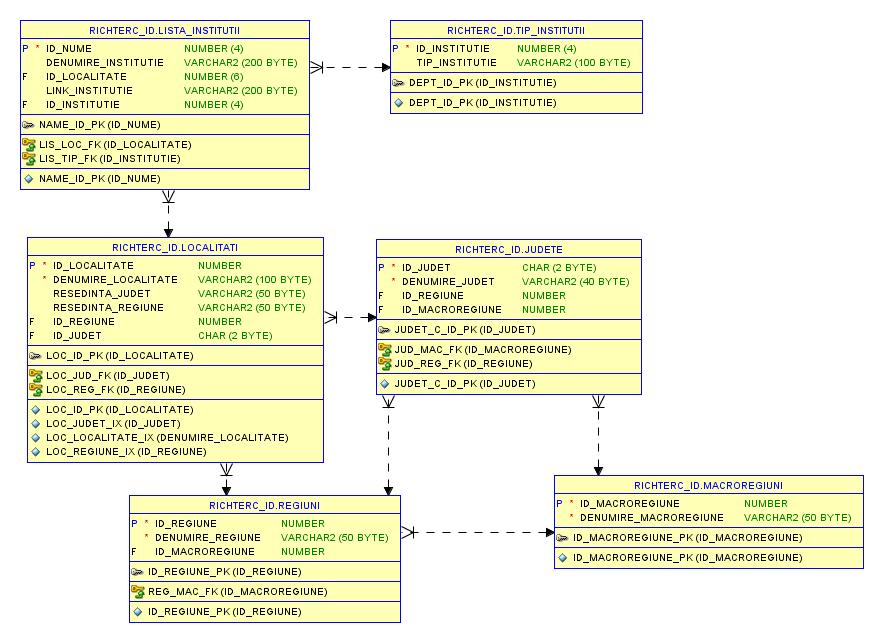 RICHTERC_ID.LISTA_INSTITUTII
P * ID_NUME NUMBER (4)
DENUMIRE_INSTITUTIE VARCHAR2 (200 BYTE)
F ID_LOCALITATE NUMBER (6)
LINK_INSTITUTIE VARCHAR2 (200 BYTE)
F ID_INSTITUTIE NUMBER (4)
NAME_ID_PK (ID_NUME)
LIS_LOC_FK (ID_LOCALITATE)
LIS_TIP_FK (ID_INSTITUTIE)
NAME_ID_PK (ID_NUME)
RICHTERC_ID.TIP_INSTITUTII
P * ID_INSTITUTIE NUMBER (4)
TIP_INSTITUTIE VARCHAR2 (100 BYTE)
DEPT_ID_PK (ID_INSTITUTIE)
DEPT_ID_PK (ID_INSTITUTIE)
RICHTERC_ID.LOCALITATI
P * ID_LOCALITATE NUMBER
* DENUMIRE_LOCALITATE VARCHAR2 (100 BYTE)
RESEDINTA_JUDET VARCHAR2 (50 BYTE)
RESEDINTA_REGIUNE VARCHAR2 (50 BYTE)
F ID_REGIUNE NUMBER
F ID_JUDET CHAR (2 BYTE)
LOC_ID_PK (ID_LOCALITATE)
LOC_JUD_FK (ID_JUDET)
LOC_REG_FK (ID_REGIUNE)
LOC_ID_PK (ID_LOCALITATE)
LOC_JUDET_IX (ID_JUDET)
LOC_LOCALITATE_IX (DENUMIRE_LOCALITATE)
LOC_REGIUNE_IX (ID_REGIUNE)
RICHTERC_ID.JUDETE
P * ID_JUDET CHAR (2 BYTE)
* DENUMIRE_JUDET VARCHAR2 (40 BYTE)
F ID_REGIUNE NUMBER
F ID_MACROREGIUNE NUMBER
JUDET_C_ID_PK (ID_JUDET)
JUD_MAC_FK (ID_MACROREGIUNE)
JUD_REG_FK (ID_REGIUNE)
JUDET_C_ID_PK (ID_JUDET)
RICHTERC_ID.REGIUNI
P * ID_REGIUNE NUMBER
* DENUMIRE_REGIUNE VARCHAR2 (50 BYTE)
F ID_MACROREGIUNE NUMBER
ID_REGIUNE_PK (ID_REGIUNE)
REG_MAC_FK (ID_MACROREGIUNE)
ID_REGIUNE_PK (ID_REGIUNE)
RICHTERC_ID.MACROREGIUNI
P * ID_MACROREGIUNE NUMBER
* DENUMIRE_MACROREGIUNE VARCHAR2 (50 BYTE)
ID_MACROREGIUNE_PK (ID_MACROREGIUNE)
ID_MACROREGIUNE_PK (ID_MACROREGIUNE)